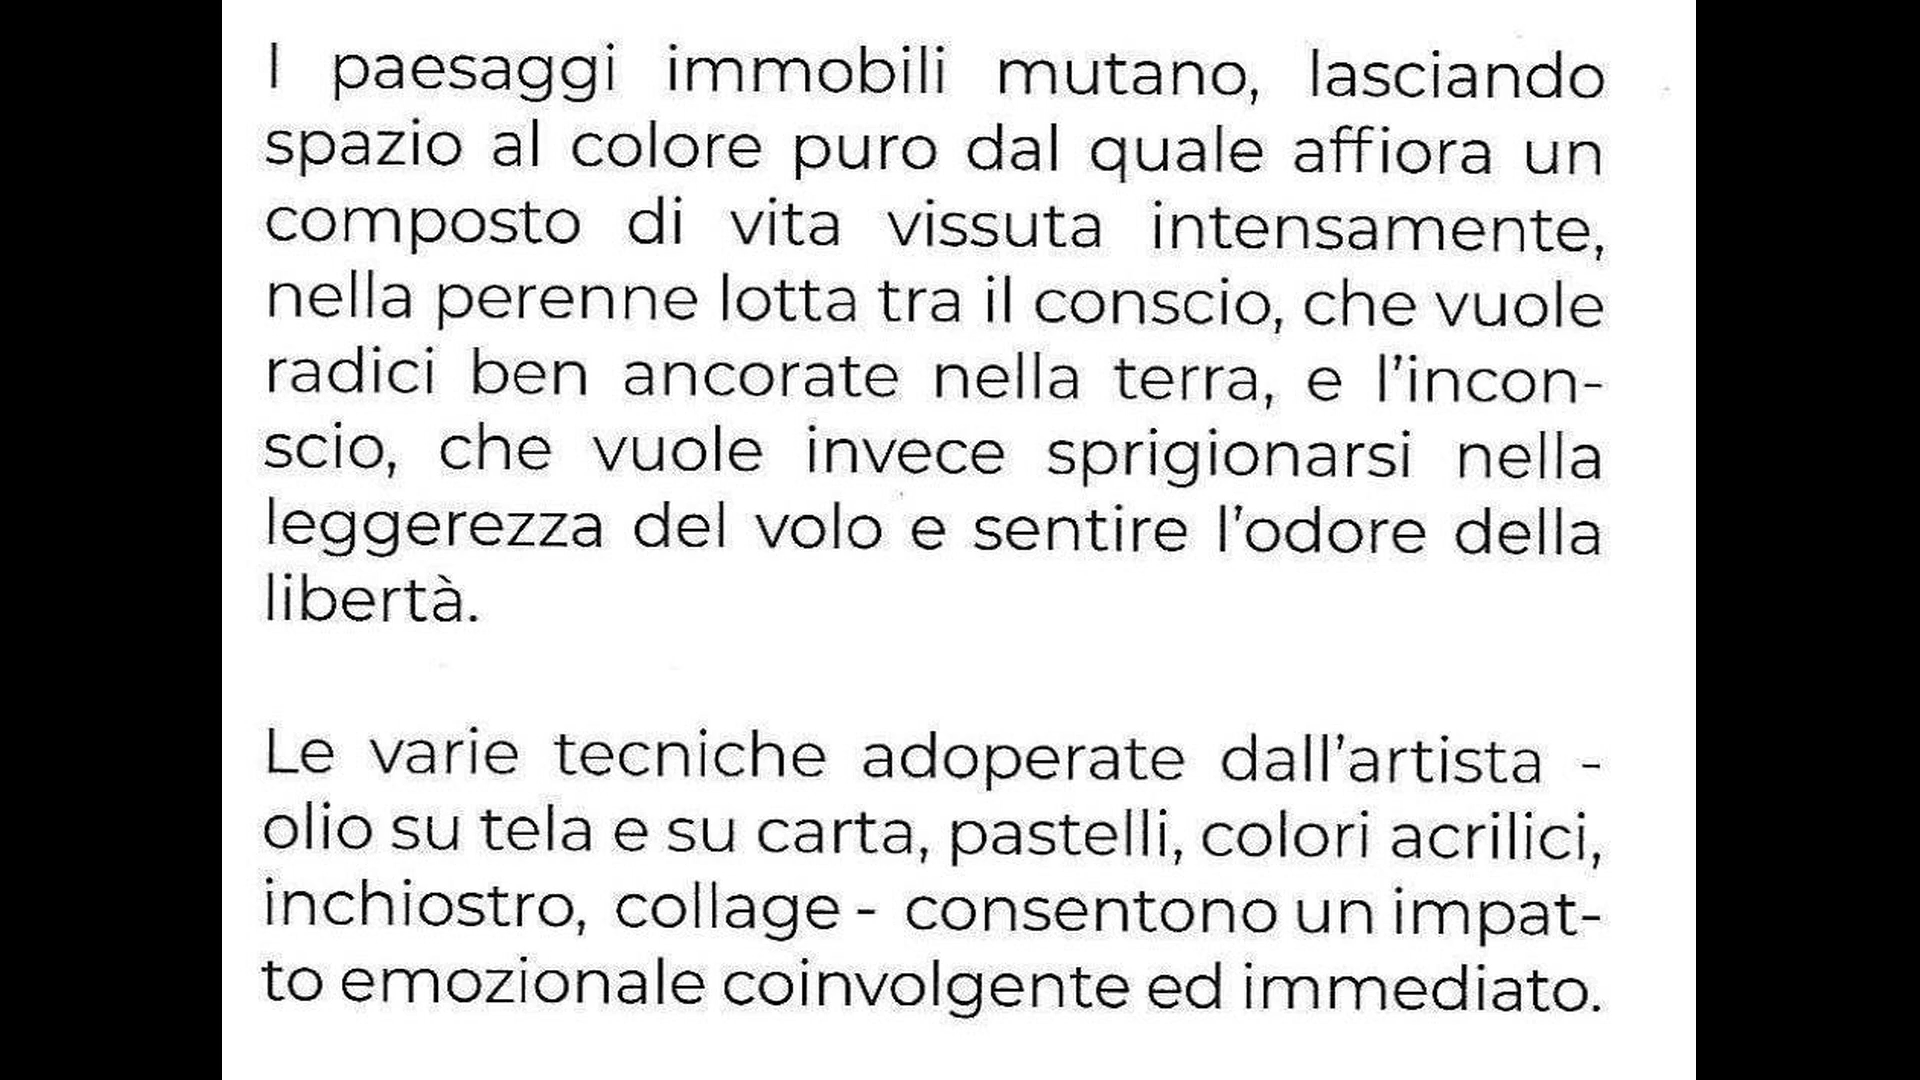 I paesaggi immobili mutano, lasciando
spazio al colore puro dal quale affiora un
composto di vita vissuta intensamente,
nella perenne lotta tra il conscio, che vuole
radici ben ancorate nella terra, e l'incon-
scio, che vuole invece sprigionarsi nella
leggerezza del volo e sentire l'odore della
libertà.
Le varie tecniche adoperate dall'artista -
olio su tela e su carta, pastelli, colori acrilici,
inchiostro, collage - consentono un impat-
to emozionale coinvolgente ed immediato.